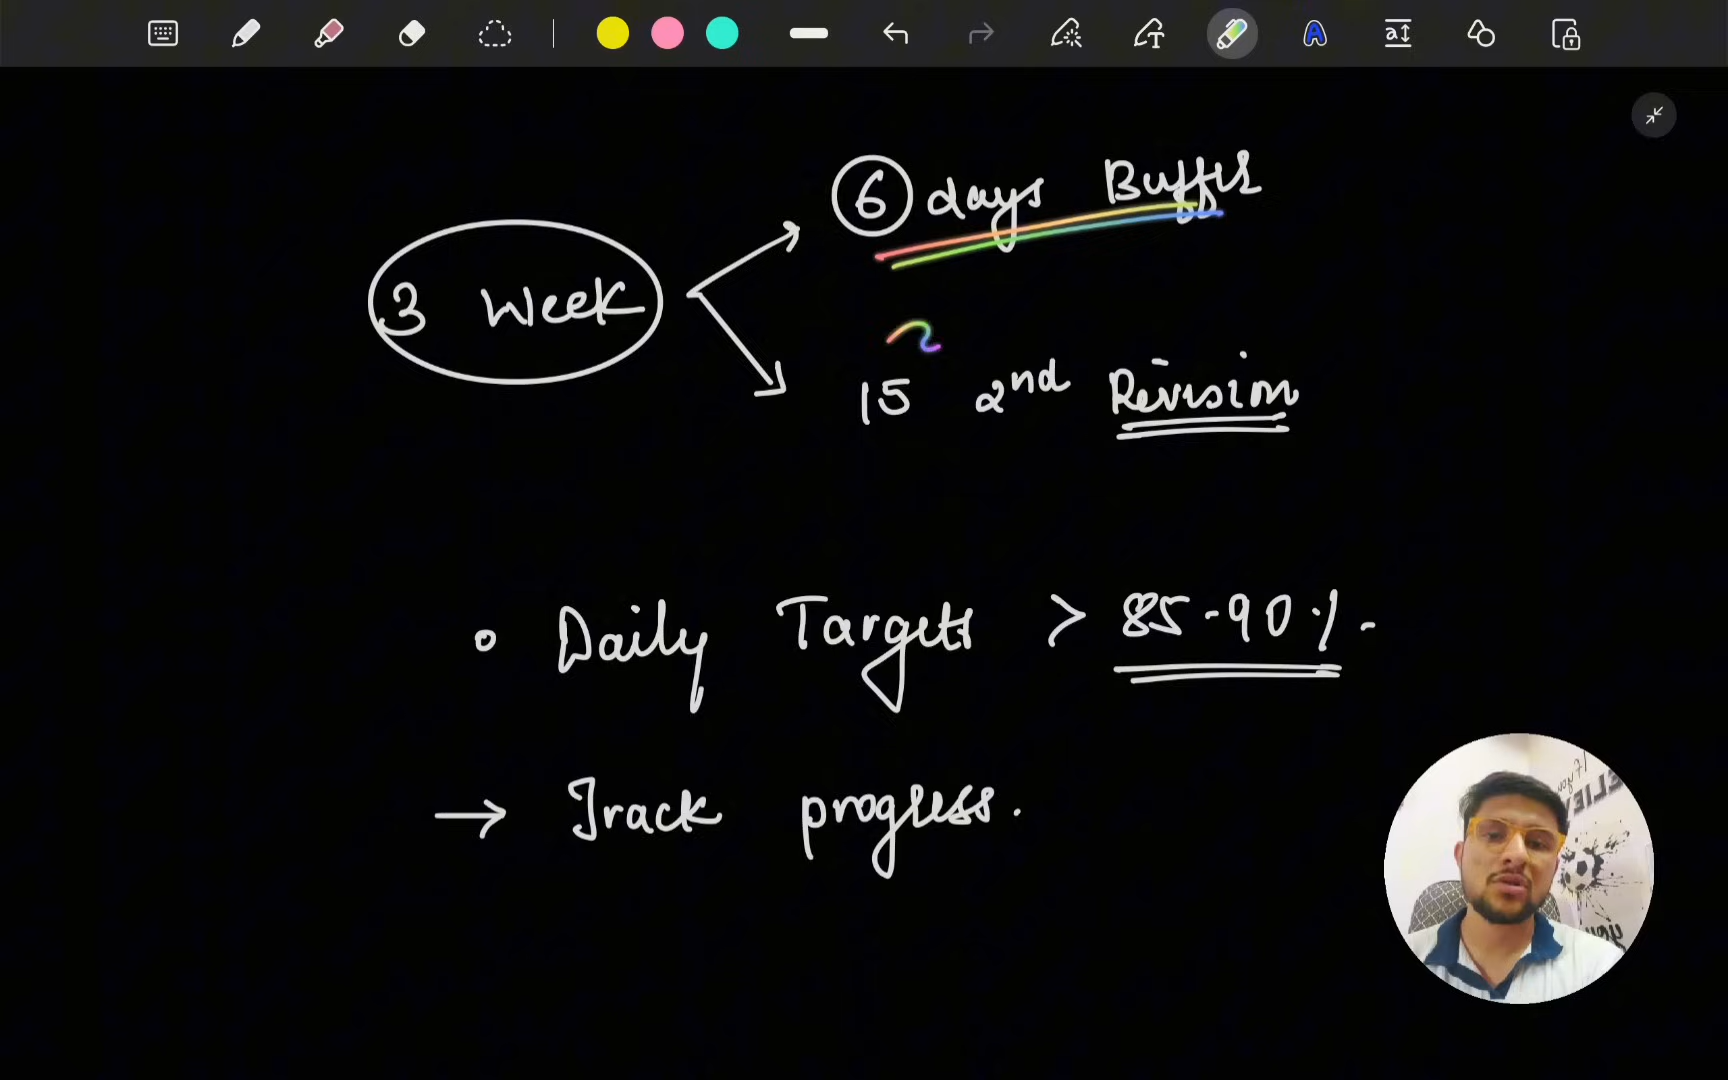 6 days Buffer
3 Week
15 2nd Revision
• Daily Targets > 85-90%.
→ Track progress.